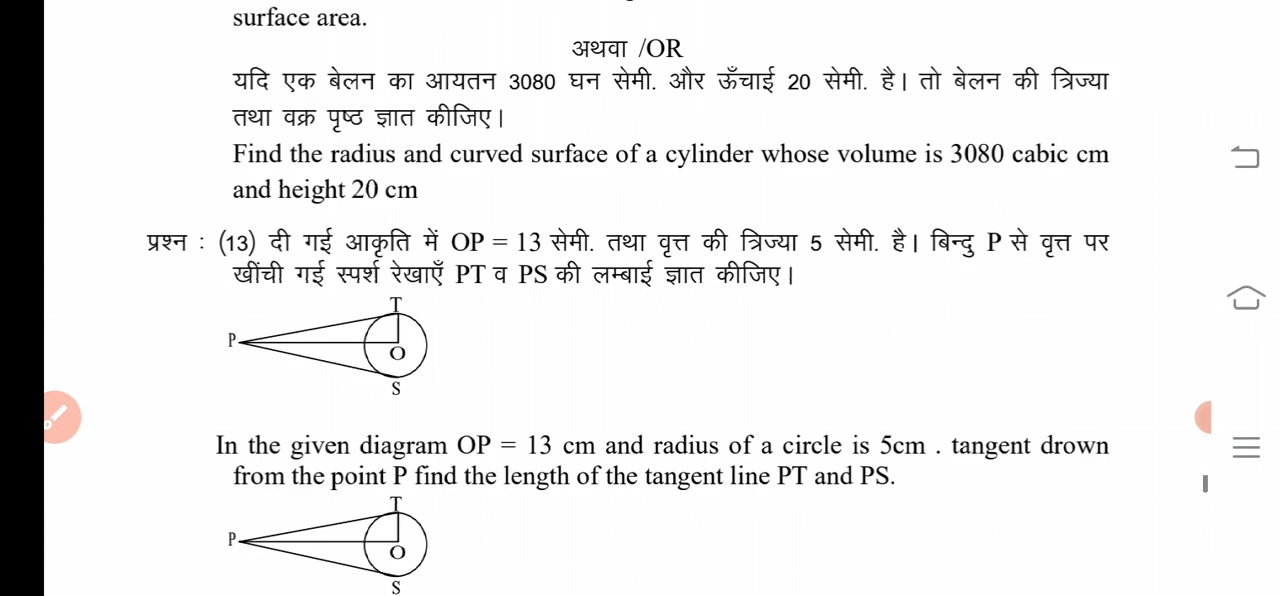 surface area.
अथवा /OR
यदि एक बेलन का आयतन 3080 घन सेमी. और ऊँचाई 20 सेमी. है। तो बेलन की त्रिज्या
तथा वक्र पृष्ठ ज्ञात कीजिए।
Find the radius and curved surface of a cylinder whose volume is 3080 cabic cm
and height 20 cm
प्रश्न : (13) दी गई आकृति में OP = 13 सेमी. तथा वृत्त की त्रिज्या 5 सेमी. है। बिन्दु P से वृत्त पर
खींची गई स्पर्श रेखाएँ PT व PS की लम्बाई ज्ञात कीजिए।
T
P
O
S
In the given diagram OP = 13 cm and radius of a circle is 5cm . tangent drown
from the point P find the length of the tangent line PT and PS.
T
P
O
S